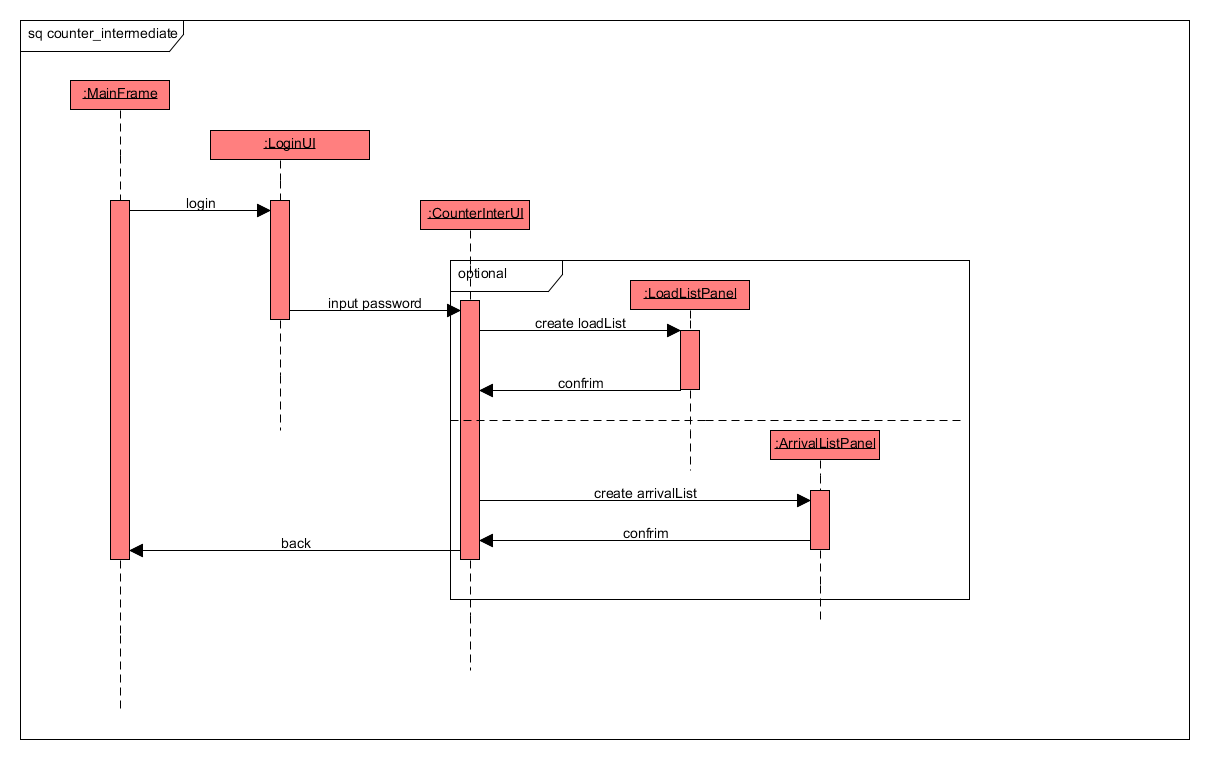 sq counter_intermediate
:MainFrame
:LoginUI
login
:CounterInterUI
optional
:LoadListPanel
input password
create loadList
confrim
:ArrivalListPanel
create arrivalList
confrim
back